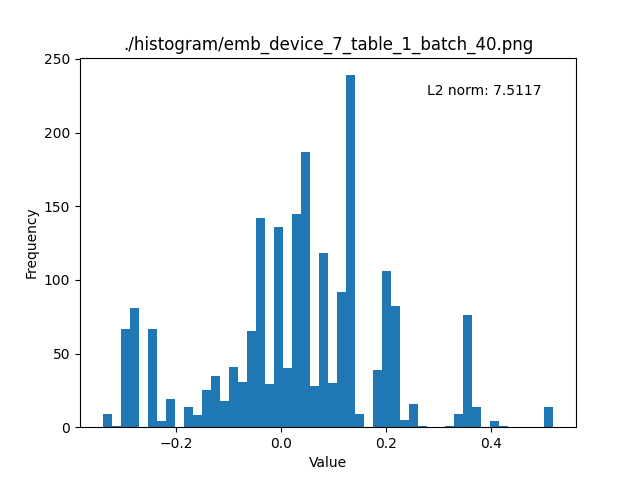 ./histogram/emb_device_7_table_1_batch_40.png
L2 norm: 7.5117
250
200
150
100
50
0
Frequency
−0.2 0.0 0.2 0.4
Value